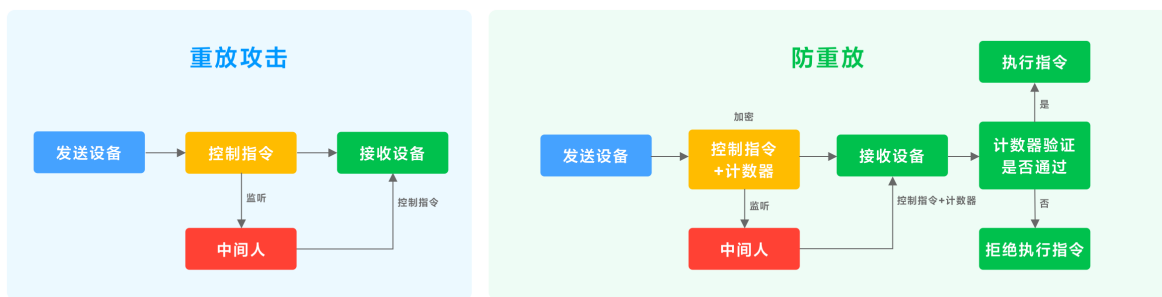 重放攻击
发送设备
控制指令
接收设备
监听
控制指令
中间人
防重放
执行指令
是
加密
发送设备
控制指令
+计数器
接收设备
计数器验证
是否通过
监听
控制指令+计数器
否
中间人
拒绝执行指令